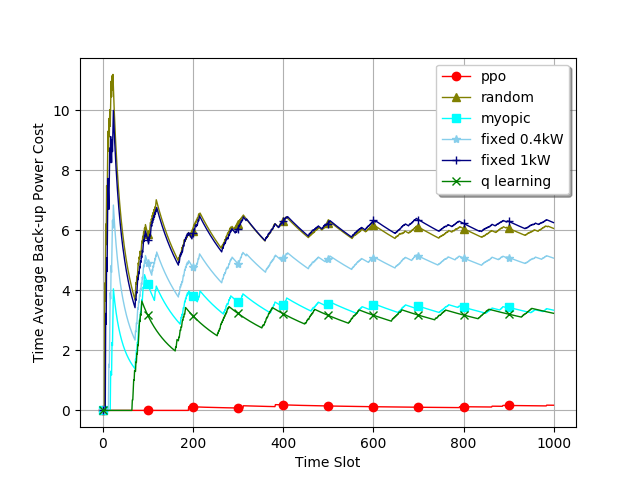 ppo
random
myopic
fixed 0.4kW
fixed 1kW
q learning
Time Average Back-up Power Cost
10
8
6
4
2
0
0 200 400 600 800 1000
Time Slot